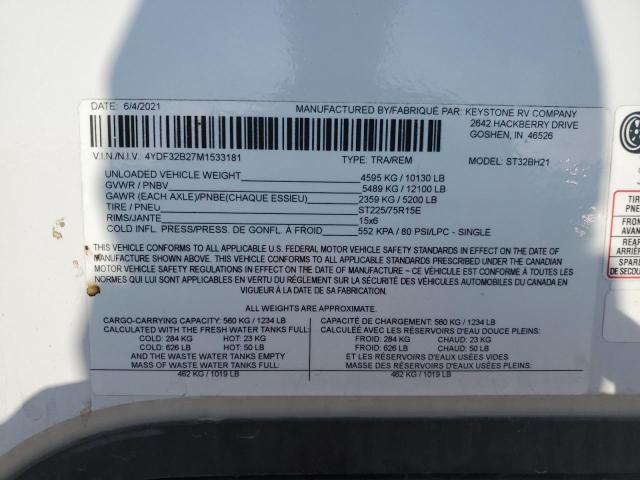 DATE: 6/4/2021 MANUFACTURED BY/FABRIQUÉ PAR: KEYSTONE RV COMPANY
2642 HACKBERRY DRIVE
GOSHEN, IN 46526
V.I.N./N.I.V.: 4YDF32B27M1533181 TYPE: TRA/REM MODEL: ST32BH21
UNLOADED VEHICLE WEIGHT 4595 KG / 10130 LB
GVWR / PNBV 5489 KG / 12100 LB
GAWR (EACH AXLE)/PNBE(CHAQUE ESSIEU) 2359 KG / 5200 LB
TIRE / PNEU ST225/75R15E
RIMS/JANTE 15x6
COLD INFL. PRESS/PRESS. DE GONFL. À FROID 552 KPA / 80 PSI/LPC - SINGLE
THIS VEHICLE CONFORMS TO ALL APPLICABLE U.S. FEDERAL MOTOR VEHICLE SAFETY STANDARDS IN EFFECT ON THE DATE OF
MANUFACTURE SHOWN ABOVE. THIS VEHICLE CONFORMS TO ALL APPLICABLE STANDARDS PRESCRIBED UNDER THE CANADIAN
MOTOR VEHICLE SAFETY REGULATIONS IN EFFECT ON THE DATE OF MANUFACTURE ~ CE VÉHICULE EST CONFORME À TOUTES LES
NORMES QUI LUI SONT APPLICABLES EN VERTU DU RÉGLEMENT SUR LA SÉCURITÉ DES VÉHICULES AUTOMOBILES DU CANADA EN
VIGUEUR À LA DATE DE SA FABRICATION.
ALL WEIGHTS ARE APPROXIMATE.
CARGO-CARRYING CAPACITY: 560 KG / 1234 LB
CALCULATED WITH THE FRESH WATER TANKS FULL:
COLD: 284 KG HOT: 23 KG
COLD: 626 LB HOT: 50 LB
AND THE WASTE WATER TANKS EMPTY
MASS OF WASTE WATER TANKS FULL:
462 KG / 1019 LB
CAPACITÉ DE CHARGEMENT: 560 KG / 1234 LB
CALCULÉE AVEC LES RÉSERVOIRS D'EAU DOUCE PLEINS:
FROID: 284 KG CHAUD: 23 KG
FROID: 626 LB CHAUD: 50 LB
ET LES RÉSERVOIRS D'EAUX USÉES VIDES
MASSE DES RÉSERVOIRS D'EAUX USÉES PLEINS:
462 KG / 1019 LB
TIRE
PNE
FRON
AVAN
REAR
ARRIÈR
SPARE
DE SE